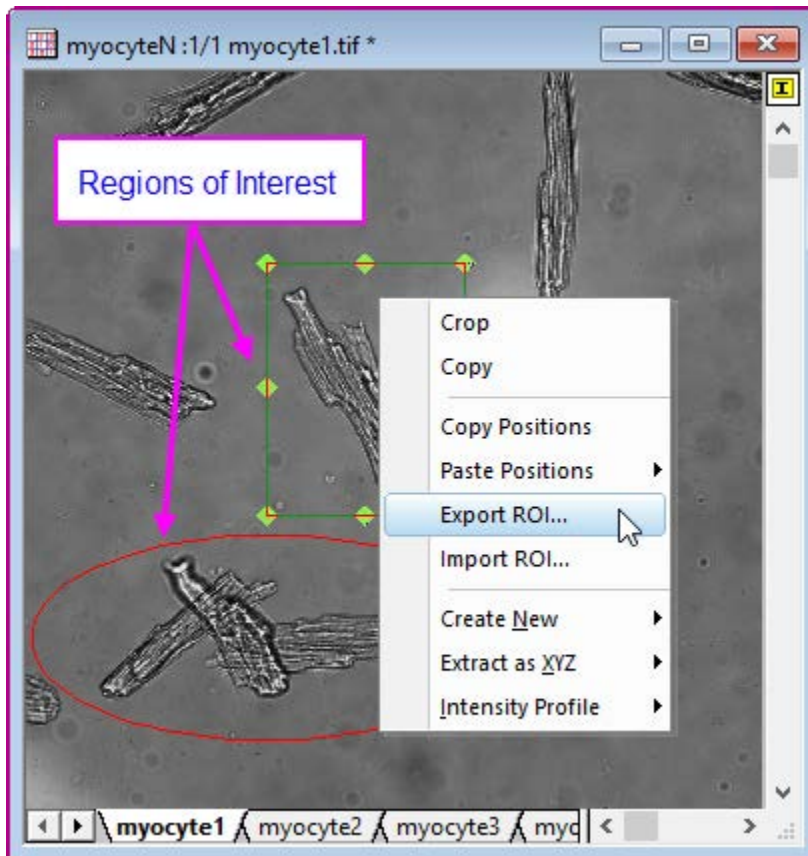 myocyteN :1/1 myocyte1.tif *
Regions of Interest
Crop
Copy
Copy Positions
Paste Positions
Export ROI...
Import ROI...
Create New
Extract as XYZ
Intensity Profile
myocyte1 myocyte2 myocyte3